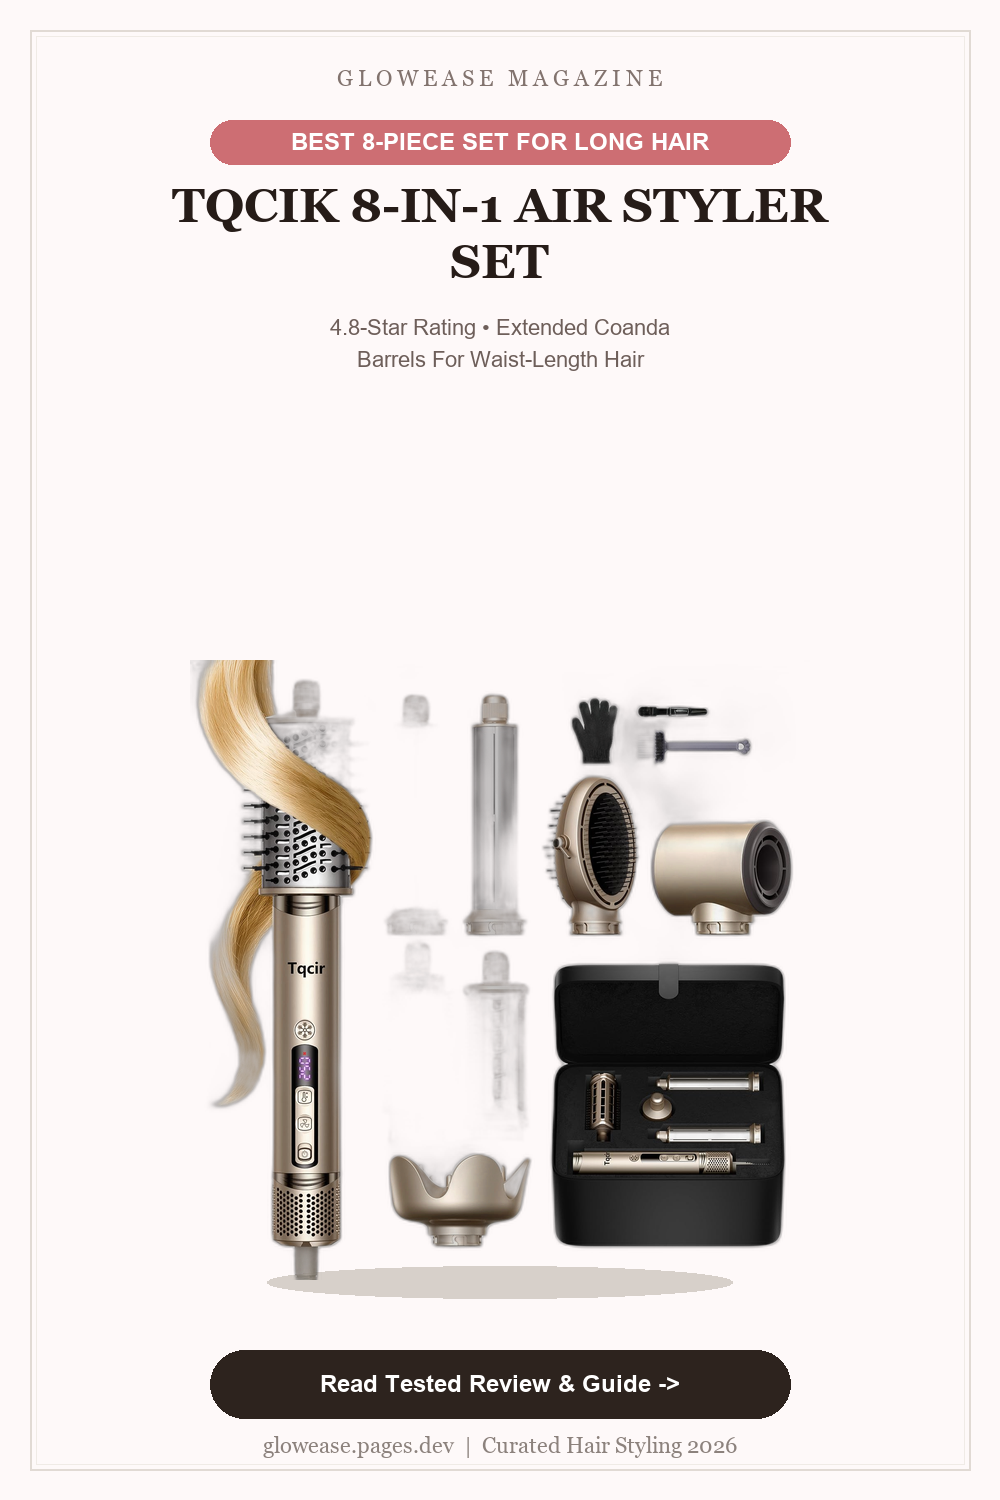 GLOWEASE MAGAZINE
BEST 8-PIECE SET FOR LONG HAIR
TQCIK 8-IN-1 AIR STYLER
SET
4.8-Star Rating • Extended Coanda
Barrels For Waist-Length Hair
Tqcir
250
Read Tested Review & Guide ->
glowease.pages.dev | Curated Hair Styling 2026